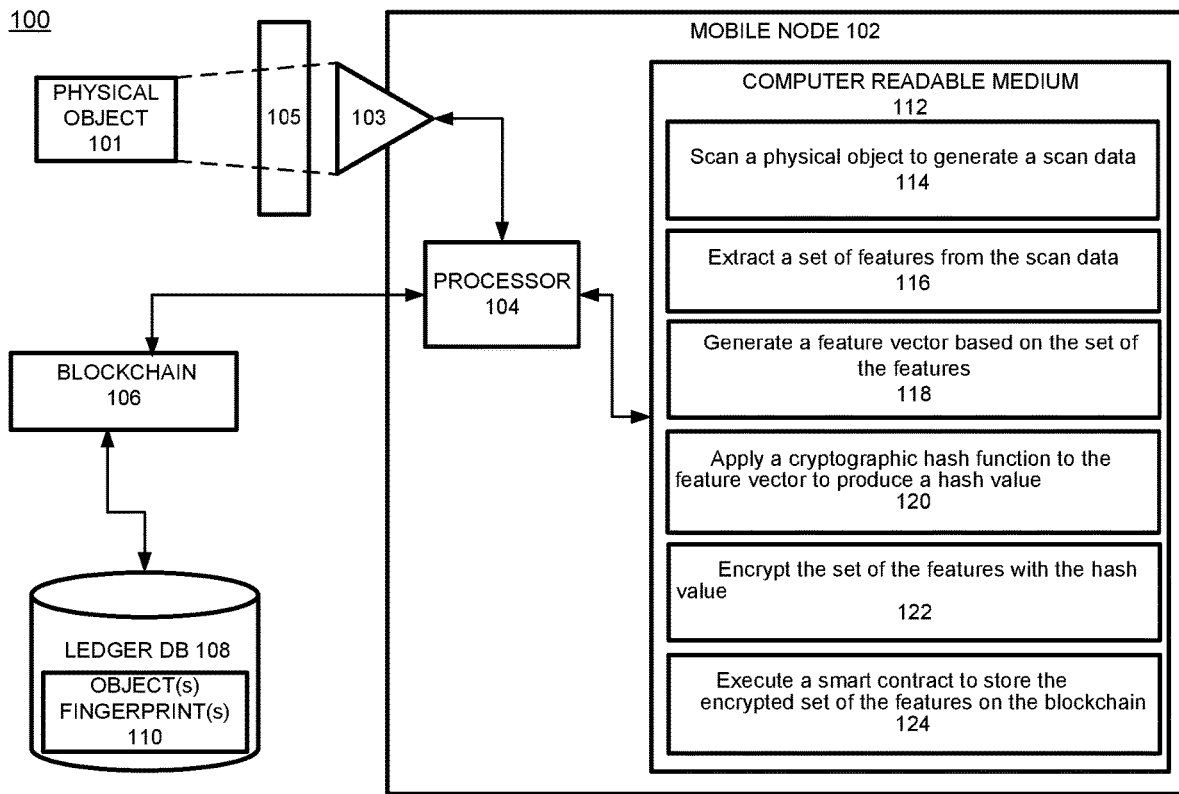 100
PHYSICAL
OBJECT
101
105
103
MOBILE NODE 102
PROCESSOR
104
BLOCKCHAIN
106
LEDGER DB 108
OBJECT(s)
FINGERPRINT(s)
110
COMPUTER READABLE MEDIUM
112
Scan a physical object to generate a scan data
114
Extract a set of features from the scan data
116
Generate a feature vector based on the set of
the features
118
Apply a cryptographic hash function to the
feature vector to produce a hash value
120
Encrypt the set of the features with the hash
value
122
Execute a smart contract to store the
encrypted set of the features on the blockchain
124